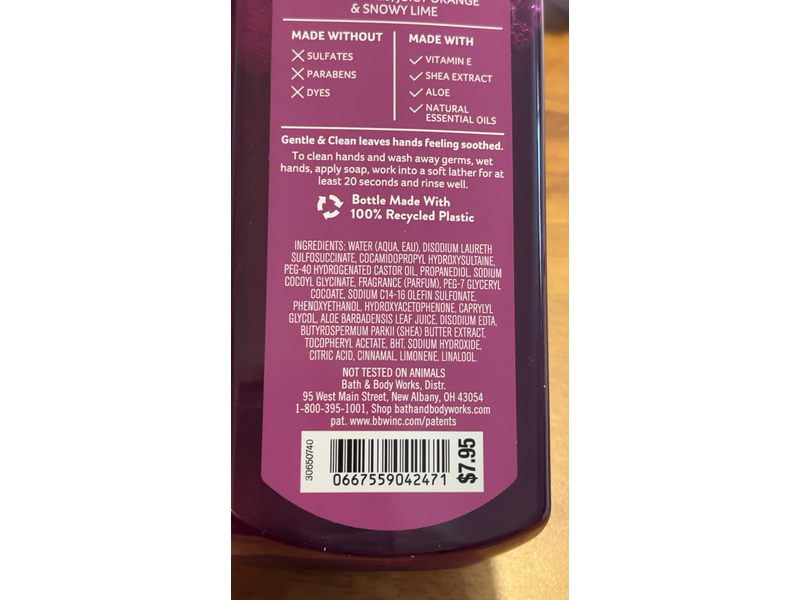 ORANGE
& SNOWY LIME
MADE WITHOUT
SULFATES
PARABENS
DYES
MADE WITH
VITAMIN E
SHEA EXTRACT
ALOE
NATURAL
ESSENTIAL OILS
Gentle & Clean leaves hands feeling soothed.
To clean hands and wash away germs, wet
hands, apply soap, work into a soft lather for at
least 20 seconds and rinse well.
Bottle Made With
100% Recycled Plastic
INGREDIENTS: WATER (AQUA, EAU), DISODIUM LAURETH
SULFOSUCCINATE, COCAMIDOPROPYL HYDROXYSULTAINE,
PEG-40 HYDROGENATED CASTOR OIL, PROPANEDIOL, SODIUM
COCOYL GLYCINATE, FRAGRANCE (PARFUM), PEG-7 GLYCERYL
COCOATE, SODIUM C14-16 OLEFIN SULFONATE,
PHENOXYETHANOL, HYDROXYACETOPHENONE, CAPRYLYL
GLYCOL, ALOE BARBADENSIS LEAF JUICE, DISODIUM EDTA,
BUTYROSPERMUM PARKII (SHEA) BUTTER EXTRACT,
TOCOPHERYL ACETATE, BHT, SODIUM HYDROXIDE,
CITRIC ACID, CINNAMAL, LIMONENE, LINALOOL.
NOT TESTED ON ANIMALS
Bath & Body Works, Distr.
95 West Main Street, New Albany, OH 43054
1-800-395-1001, Shop bathandbodyworks.com
pat. www.bbwinc.com/patents
30650740
0667559042471
$7.95